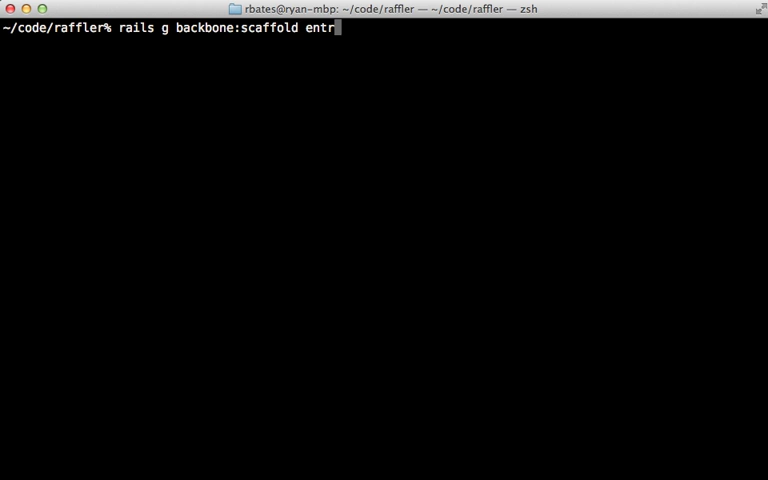 rbates@ryan-mbp: ~/code/raffler — ~/code/raffler — zsh
~/code/raffler% rails g backbone:scaffold entr